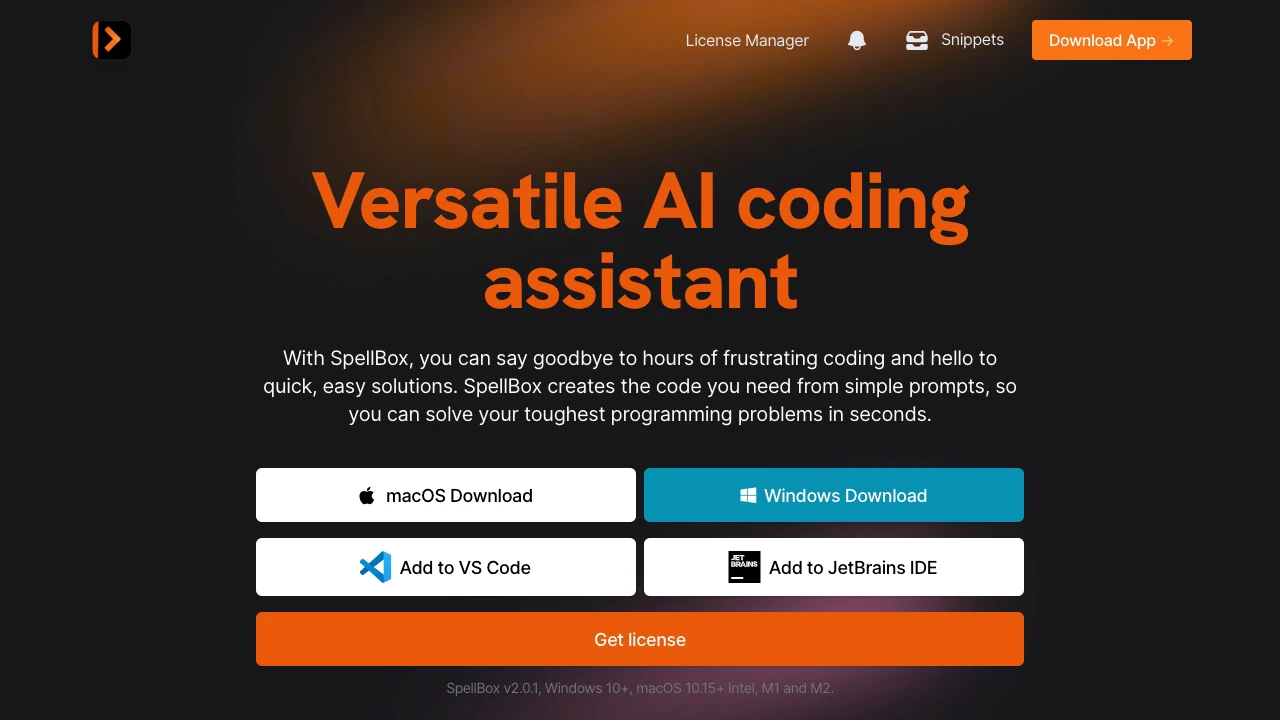 License Manager
Snippets
Download App →
Versatile AI coding
assistant
With SpellBox, you can say goodbye to hours of frustrating coding and hello to
quick, easy solutions. SpellBox creates the code you need from simple prompts, so
you can solve your toughest programming problems in seconds.
macOS Download
Windows Download
Add to VS Code
JET
BRAINS
Add to JetBrains IDE
Get license
SpellBox v2.0.1, Windows 10+, macOS 10.15+ Intel, M1 and M2.